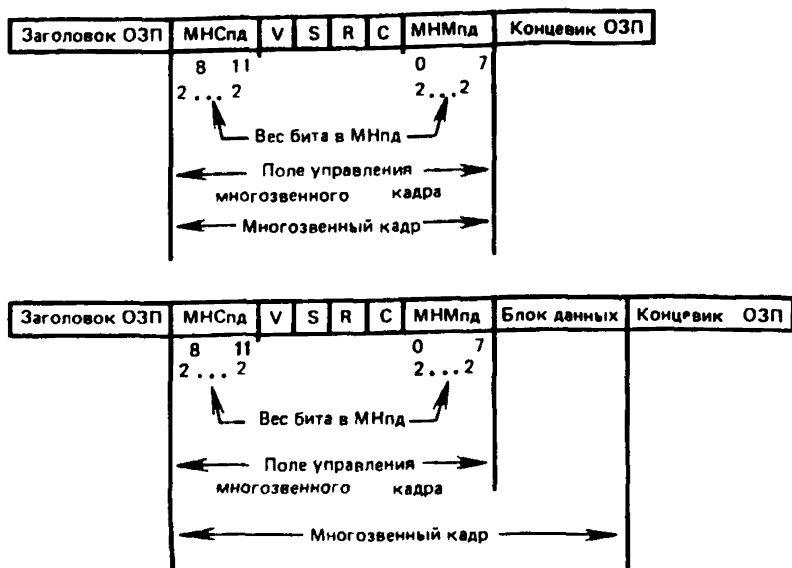 Заголовок ОЗП МНСпд V S R C МНМпд Концевик ОЗП
8 11 0 7
2...2 2...2
Вес бита в МНпд
Поле управления
многозвенного кадра
Многозвенный кадр
Заголовок ОЗП МНСпд V S R C МНМпд Блок данных Концевик ОЗП
8 11 0 7
2...2 2...2
Вес бита в МНпд
Поле управления
многозвенного кадра
Многозвенный кадр